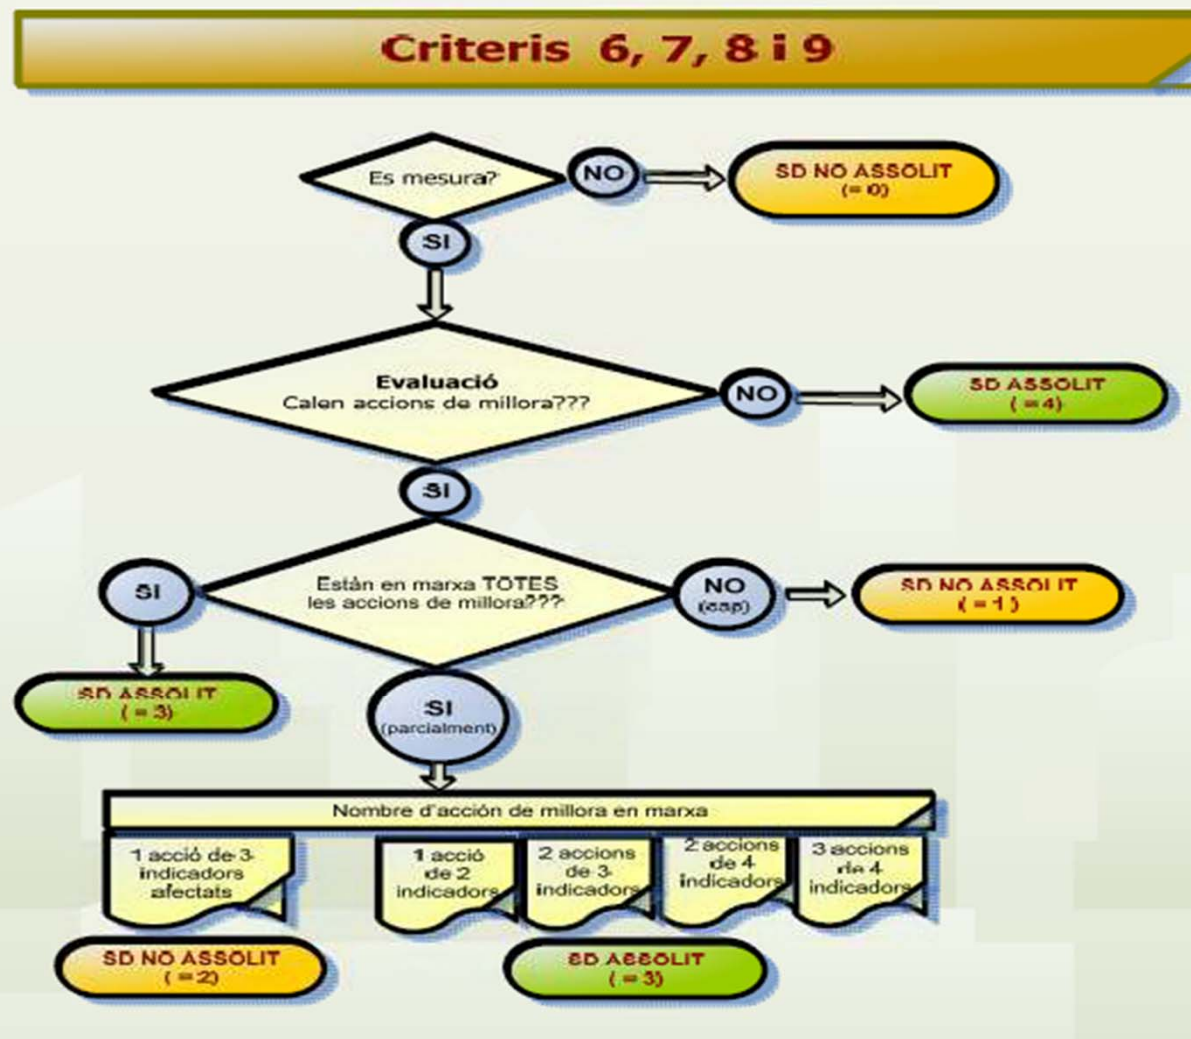 Criteris 6, 7, 8 i 9
Es mesura?
NO
SD NO ASSOLIT
(= 0)
SI
Evaluació
Calen accions de millora???
NO
SD ASSOLIT
( = 4)
SI
Están en marxa TOTES
les accions de millora???
SI
NO
(cap)
SD NO ASSOLIT
( = 1 )
SD ASSOLIT
( = 3)
SI
(parcialment)
Nombre d'acción de millora en marxa
1 acció de 3
indicadors
afectats
1 acció
de 2
indicadors
2 accions
de 3
indicadors
2 accions
de 4
indicadors
3 accions
de 4
indicadors
SD NO ASSOLIT
( = 2)
SD ASSOLIT
( = 3)